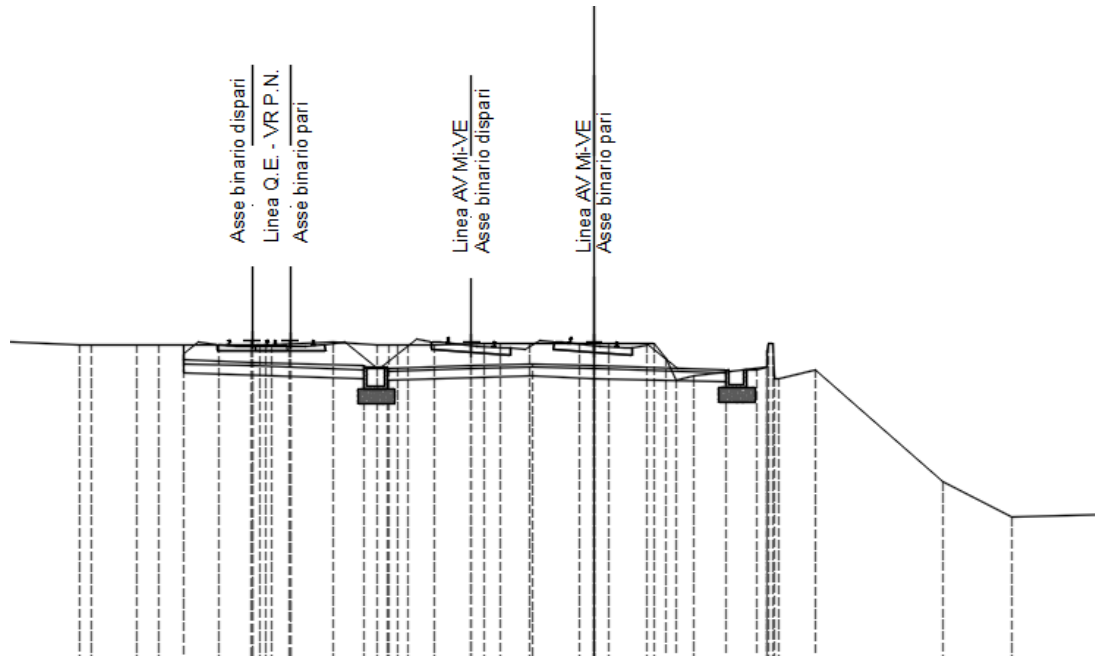 Asse binario dispari
Linea Q.E. - VR P.N.
Asse binario pari
Linea AV Mi-VE
Asse binario dispari
Linea AV Mi-VE
Asse binario pari